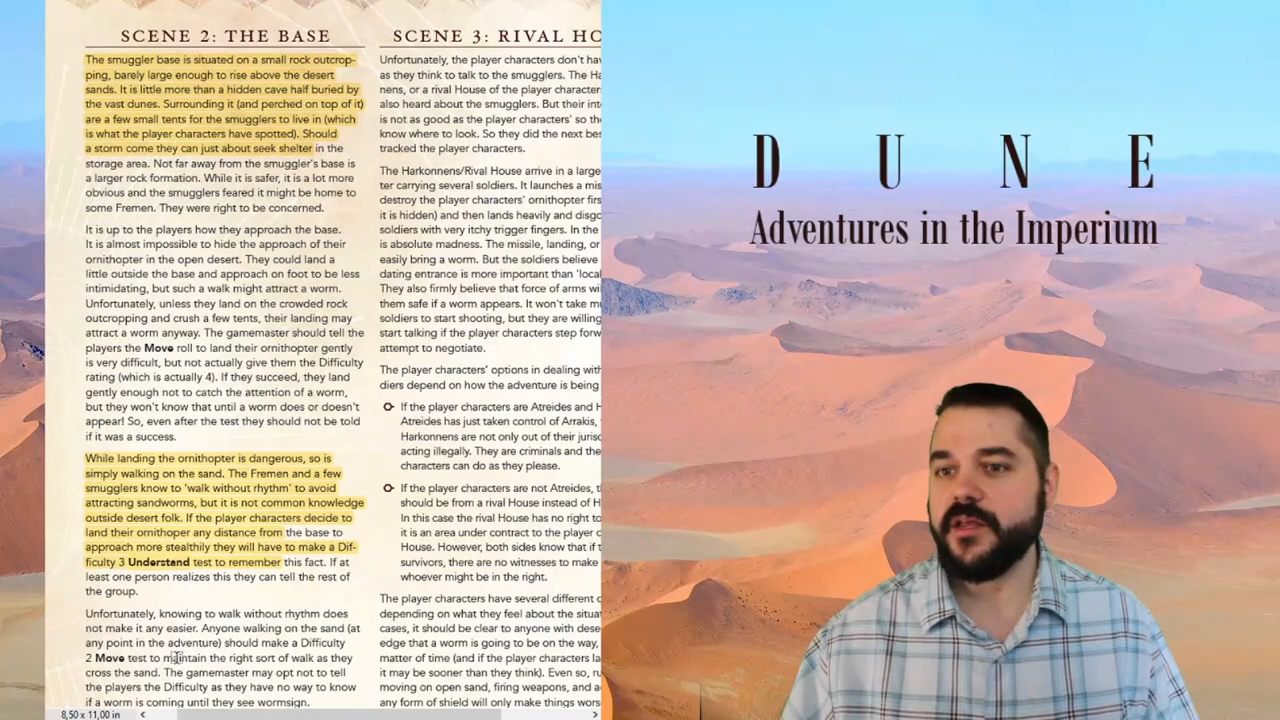 SCENE 2: THE BASE
The smuggler base is situated on a small rock outcrop-
ping, barely large enough to rise above the desert
sands. It is little more than a hidden cave half buried by
the vast dunes. Surrounding it (and perched on top of it)
are a few small tents for the smugglers to live in (which
is what the player characters have spotted). Should
a storm come they can just about seek shelter in the
storage area. Not far away from the smuggler's base is
a larger rock formation. While it is safer, it is a lot more
obvious and the smugglers feared it might be home to
some Fremen. They were right to be concerned.
It is up to the players how they approach the base.
It is almost impossible to hide the approach of their
ornithopter in the open desert. They could land a
little outside the base and approach on foot to be less
intimidating, but such a walk might attract a worm.
Unfortunately, unless they land on the crowded rock
outcropping and crush a few tents, their landing may
attract a worm anyway. The gamemaster should tell the
players the Move roll to land their ornithopter gently
is very difficult, but not actually give them the Difficulty
rating (which is actually 4). If they succeed, they land
gently enough not to catch the attention of a worm,
but they won't know that until a worm does or doesn't
appear! So, even after the test they should not be told
if it was a success.
While landing the ornithopter is dangerous, so is
simply walking on the sand. The Fremen and a few
smugglers know to 'walk without rhythm' to avoid
attracting sandworms, but it is not common knowledge
outside desert folk. If the player characters decide to
land their ornithoper any distance from the base to
approach more stealthily they will have to make a Dif-
ficulty 3 Understand test to remember this fact. If at
least one person realizes this they can tell the rest of
the group.
Unfortunately, knowing to walk without rhythm does
not make it any easier. Anyone walking on the sand (at
any point in the adventure) should make a Difficulty
2 Move test to maintain the right sort of walk as they
cross the sand. The gamemaster may opt not to tell
the players the Difficulty as they have no way to know
if a worm is coming until they see wormsign.
SCENE 3: RIVAL HO
Unfortunately, the player characters don't hav
as they think to talk to the smugglers. The Ha
nens, or a rival House of the player characters
also heard about the smugglers. But their int
is not as good as the player characters' so the
know where to look. So they did the next bes
tracked the player characters.
The Harkonnens/Rival House arrive in a large
ter carrying several soldiers. It launches a mis
destroy the player characters' ornithopter firs
it is hidden) and then lands heavily and disgo
soldiers with very itchy trigger fingers. In the
is absolute madness. The missile, landing, or
easily bring a worm. But the soldiers believe
dating entrance is more important than 'local
They also firmly believe that force of arms wi
them safe if a worm appears. It won't take mu
soldiers to start shooting, but they are willing
start talking if the player characters step forw
attempt to negotiate.
The player characters' options in dealing with
diers depend on how the adventure is being
If the player characters are Atreides and H
Atreides has just taken control of Arrakis,
Harkonnens are not only out of their jurisc
acting illegally. They are criminals and the
characters can do as they please.
If the player characters are not Atreides, t
should be from a rival House instead of H
In this case the rival House has no right to
it is an area under contract to the player c
House. However, both sides know that if t
survivors, there are no witnesses to make
whoever might be in the right.
The player characters have several different c
depending on what they feel about the situat
cases, it should be clear to anyone with dese
edge that a worm is going to be on the way,
matter of time (and if the player characters la
it may be sooner than they think). Even so, ru
moving on open sand, firing weapons, and a
any form of shield will only make things wors
8,50 x 11,00 in
DUNE
Adventures in the Imperium